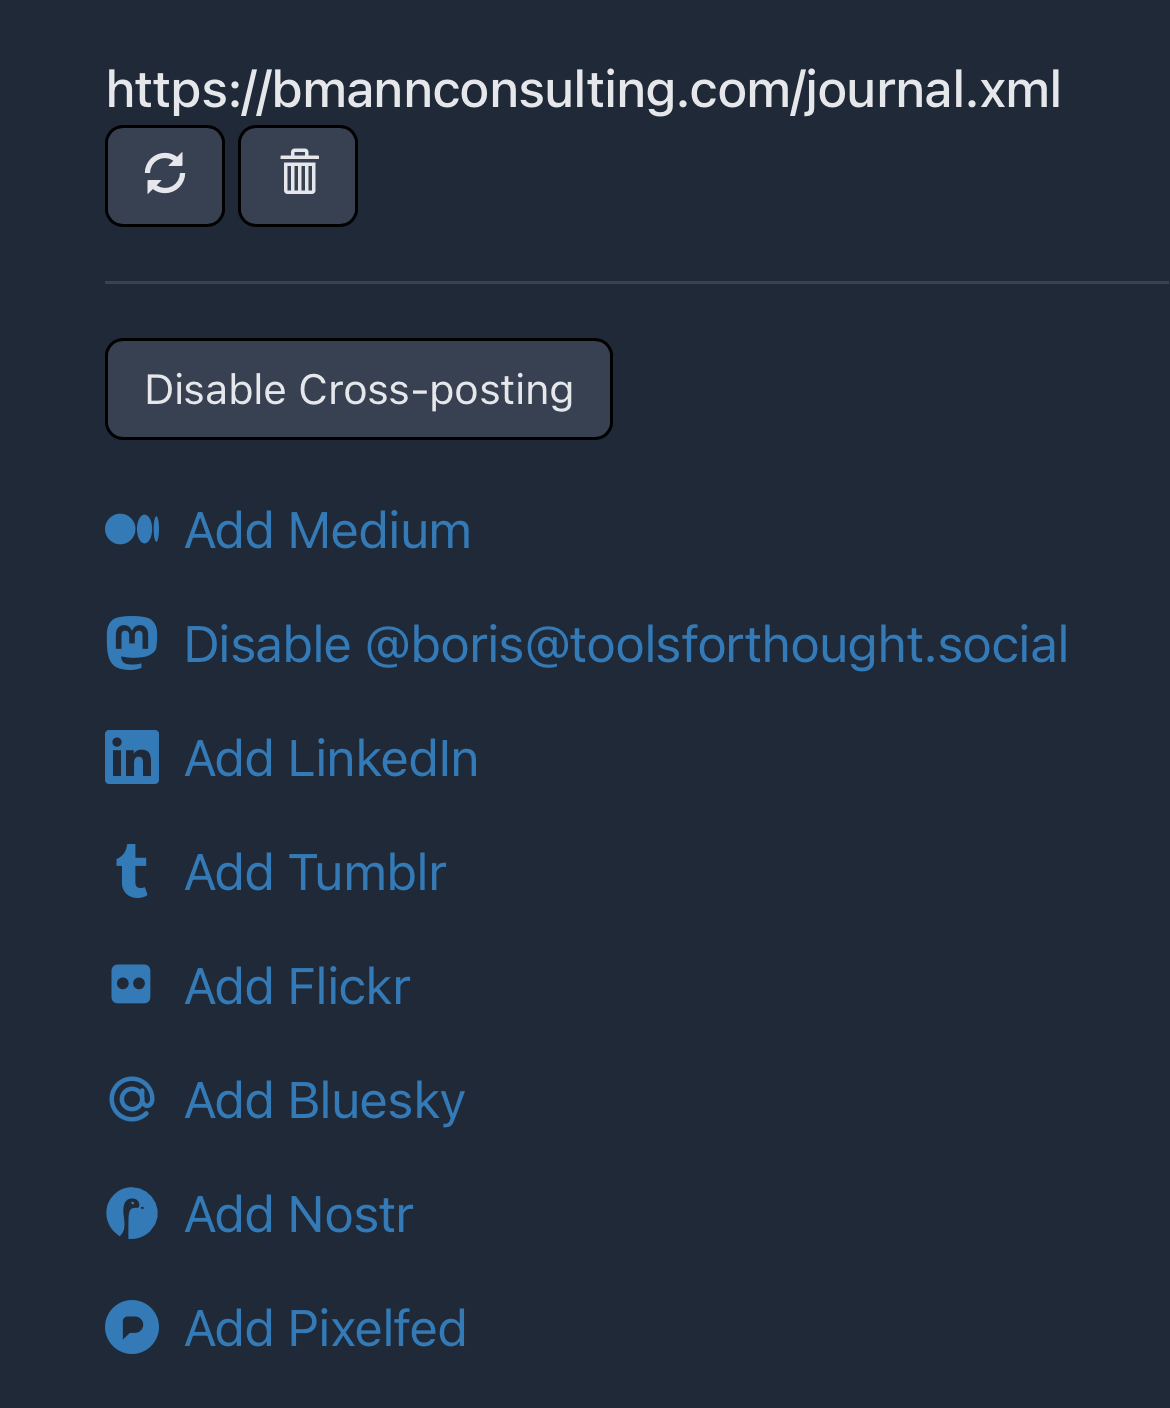 https://bmannconsulting.com/journal.xml
Disable Cross-posting
Add Medium
Disable @boris@toolsforthought.social
Add LinkedIn
Add Tumblr
Add Flickr
Add Bluesky
Add Nostr
Add Pixelfed